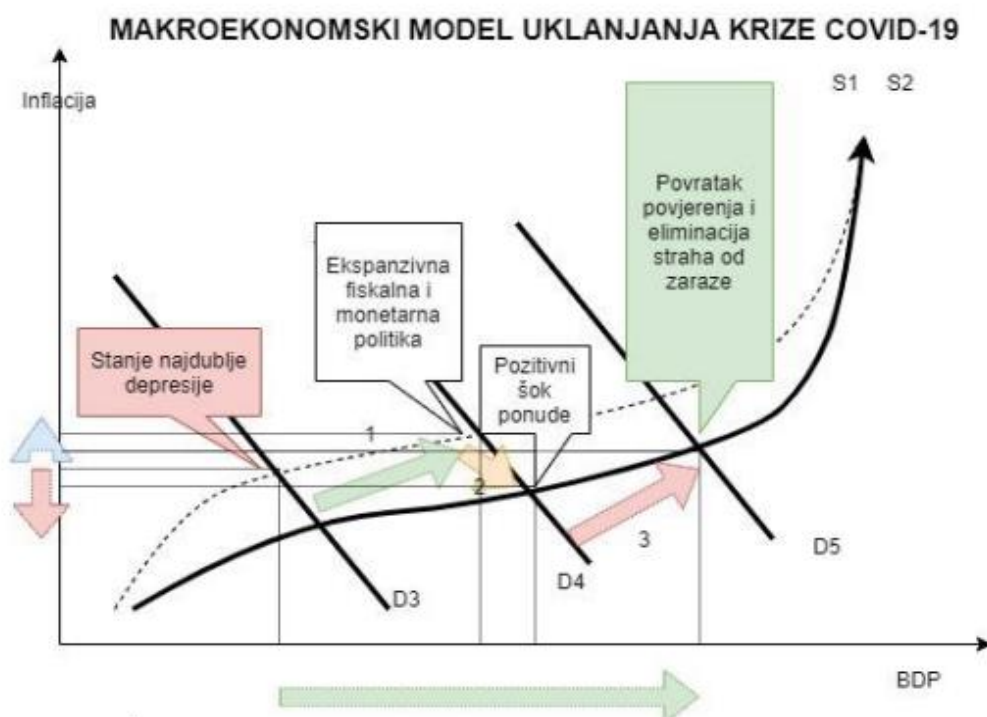 MAKROEKONOMSKI MODEL UKLANJANJA KRIZE COVID-19
Inflacija
S1 S2
Povratak
povjerenja i
eliminacija
straha od
zaraze
Ekspanzivna
fiskalna i
monetarna
politika
Stanje najdublje
depresije
Pozitivni
šok
ponude
1
2
3
D3
D4
D5
BDP